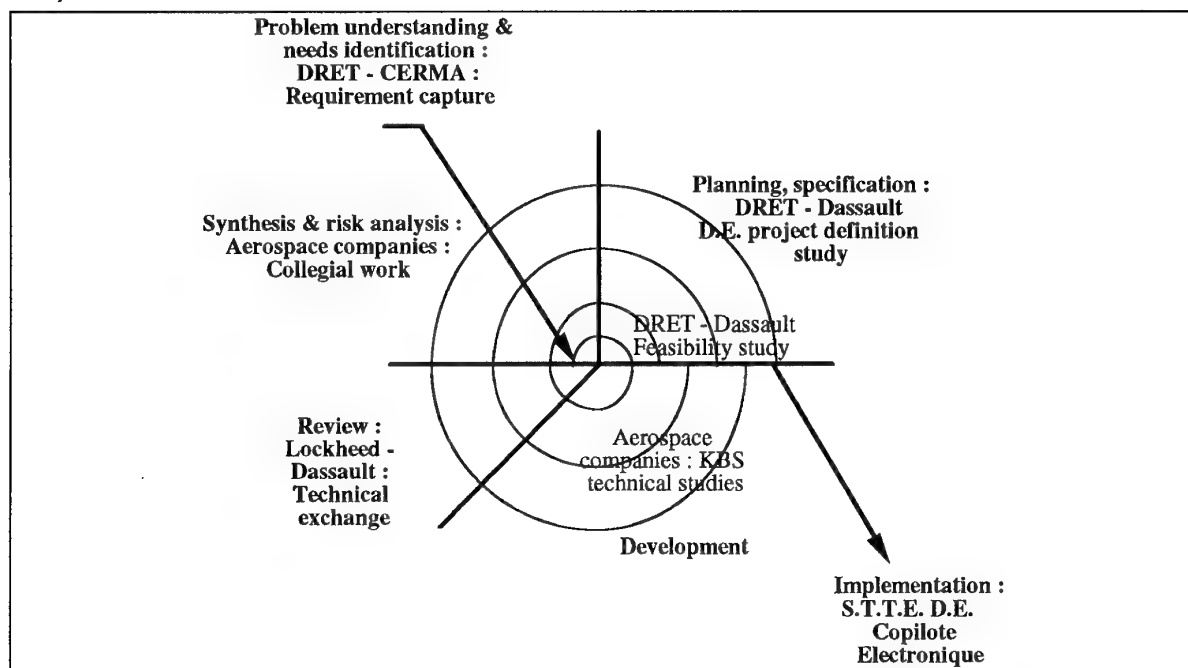 Problem understanding &
needs identification :
DRET - CERMA :
Requirement capture
Planning, specification :
DRET - Dassault
D.E. project definition
study
Synthesis & risk analysis :
Aerospace companies :
Collegial work
DRET - Dassault
Feasibility study
Review :
Lockheed -
Dassault :
Technical
exchange
Aerospace
companies : KBS
technical studies
Development
Implementation :
S.T.T.E. D.E.
Copilote
Electronique